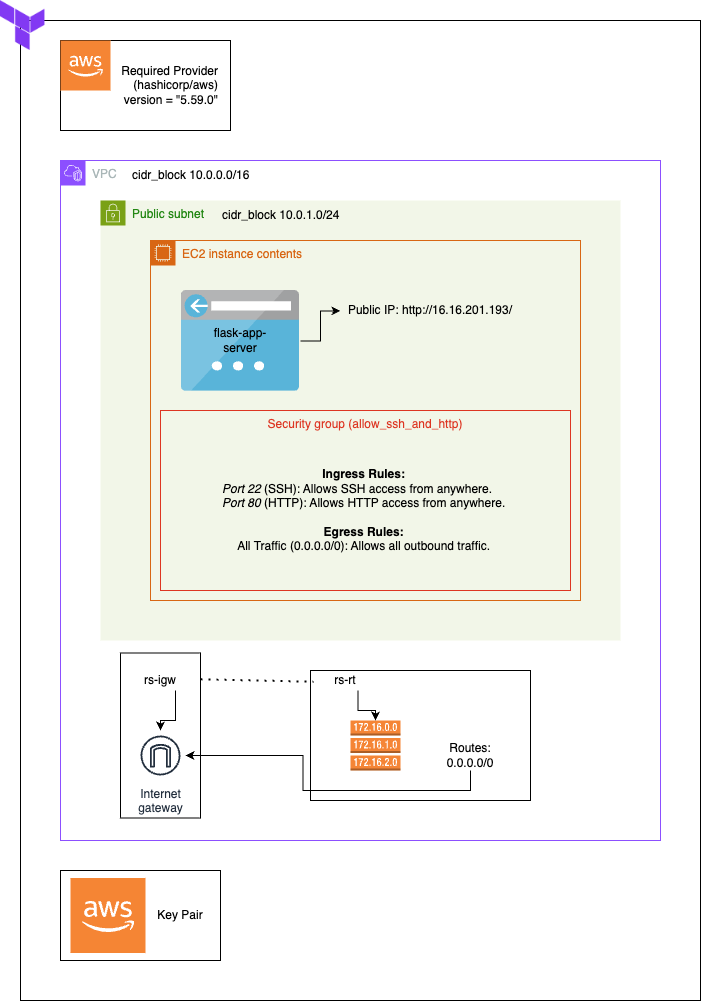 aws
Required Provider
(hashicorp/aws)
version = "5.59.0"
VPC
cidr_block 10.0.0.0/16
Public subnet
cidr_block 10.0.1.0/24
EC2 instance contents
flask-app-
server
Public IP: http://16.16.201.193/
Security group (allow_ssh_and_http)
Ingress Rules:
Port 22 (SSH): Allows SSH access from anywhere.
Port 80 (HTTP): Allows HTTP access from anywhere.
Egress Rules:
All Traffic (0.0.0.0/0): Allows all outbound traffic.
rs-igw
Internet
gateway
rs-rt
172.16.0.0
172.16.1.0
172.16.2.0
Routes:
0.0.0.0/0
aws
Key Pair